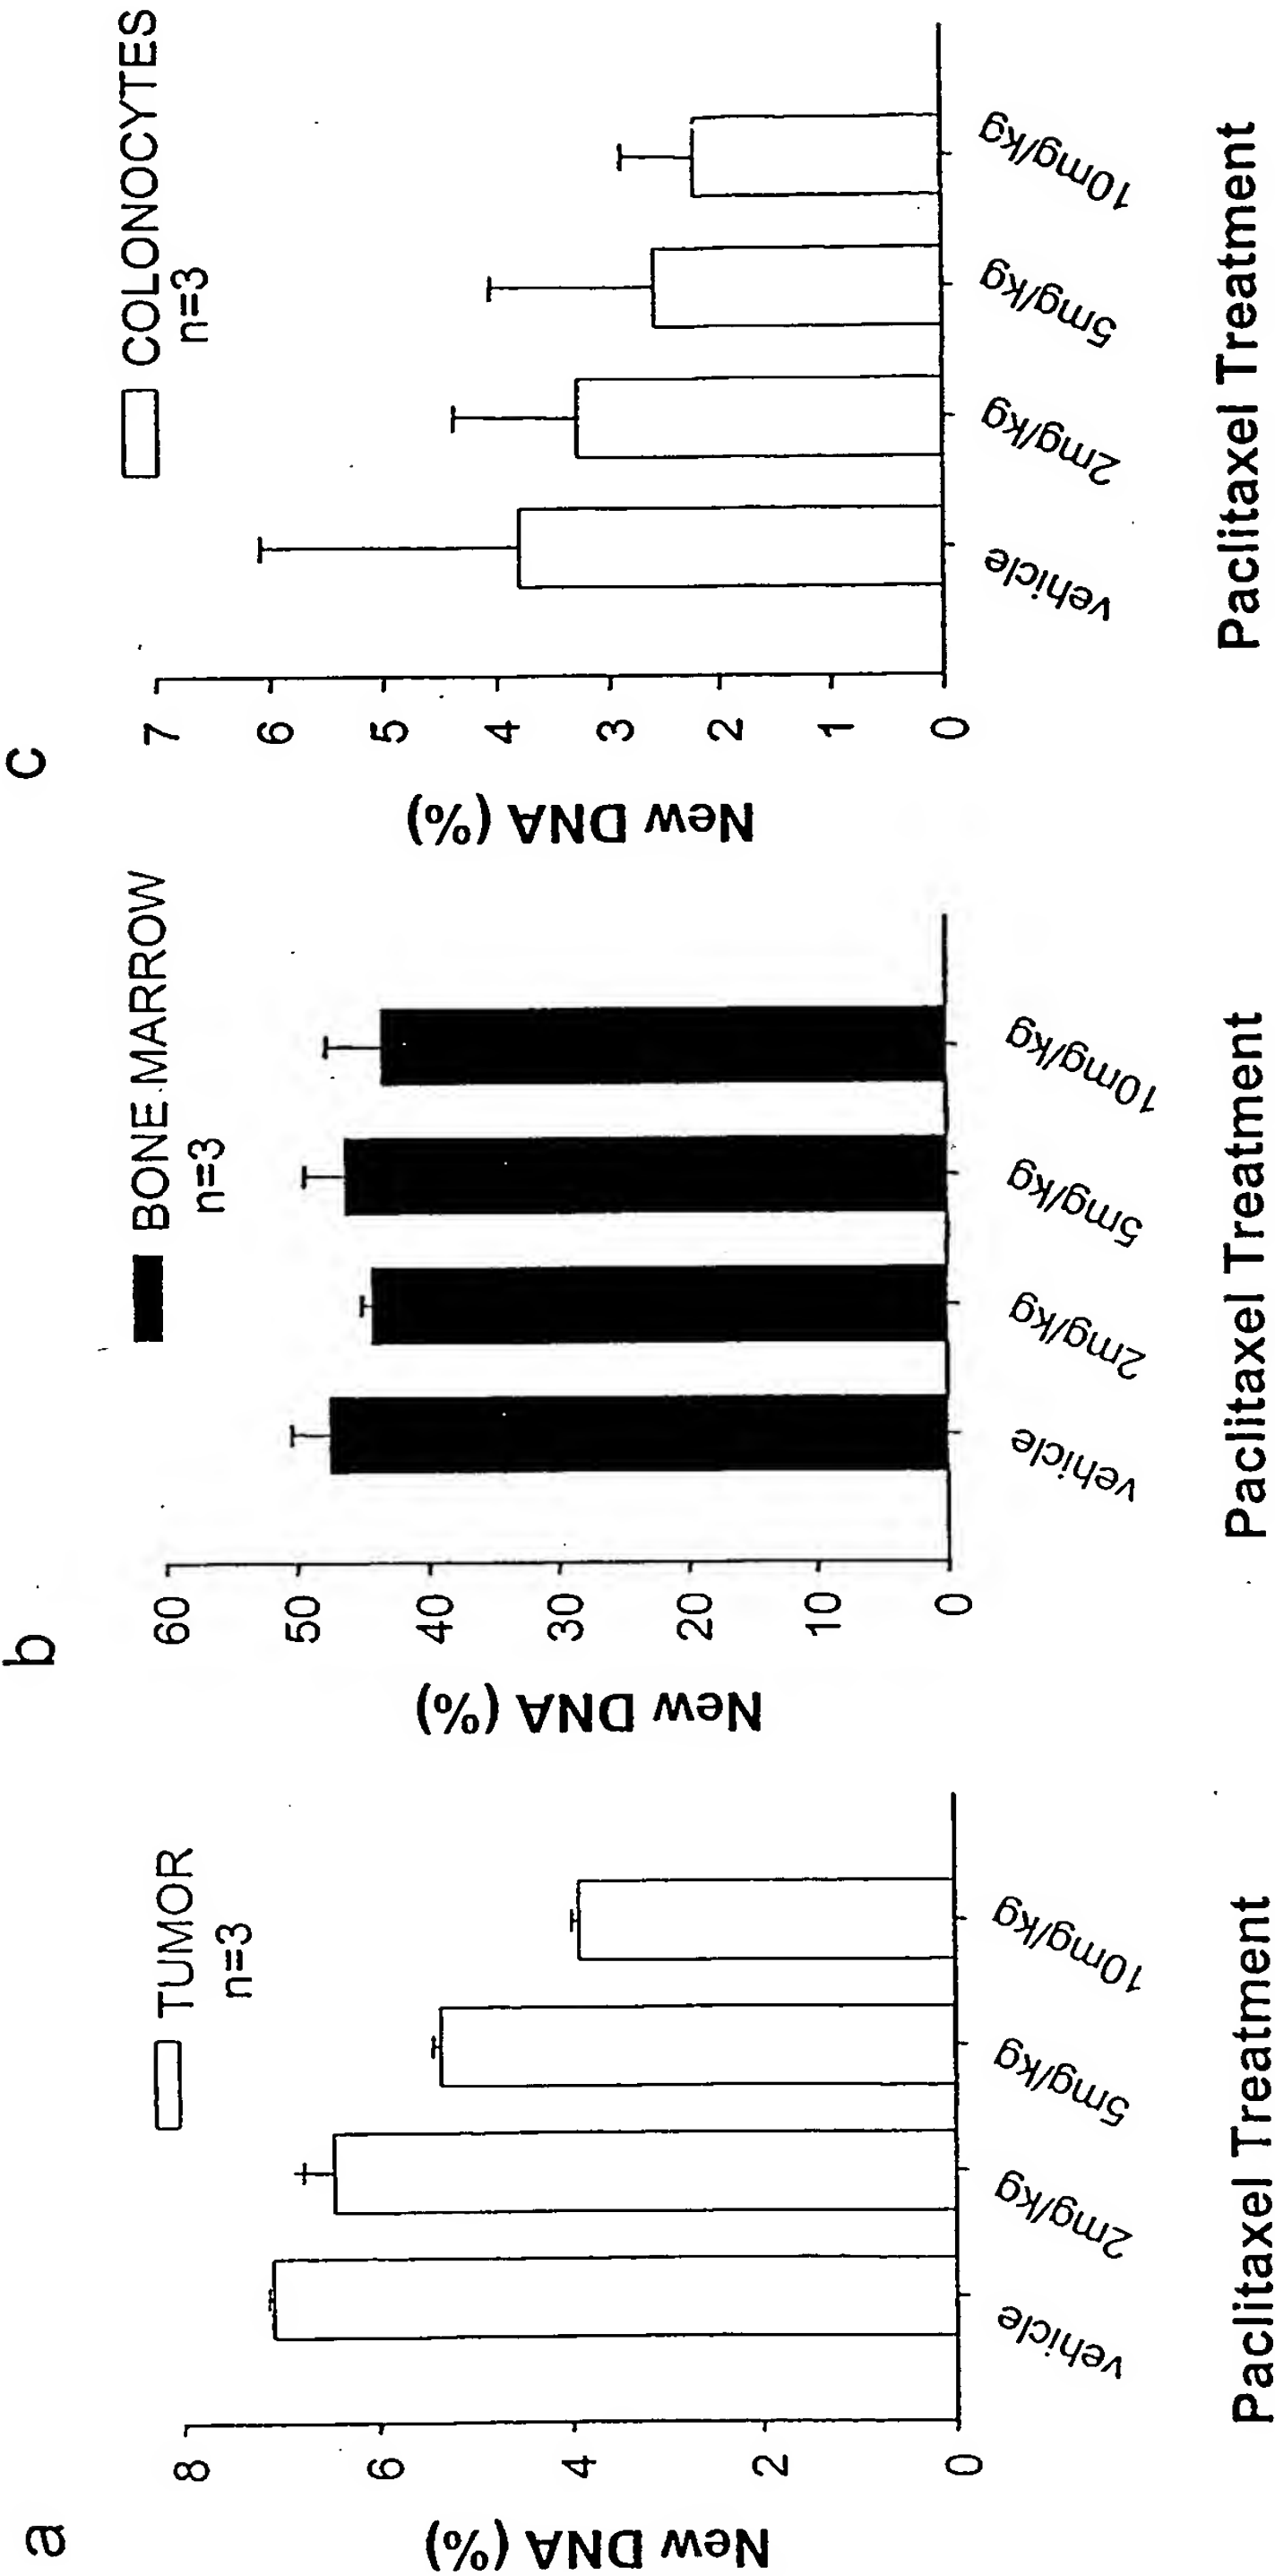 a
TUMOR
n=3
New DNA (%)
8
6
4
2
0
vehicle
2mg/kg
5mg/kg
10mg/kg
Paclitaxel Treatment
b
BONE MARROW
n=3
New DNA (%)
60
50
40
30
20
10
0
vehicle
2mg/kg
5mg/kg
10mg/kg
Paclitaxel Treatment
c
COLONOCYTES
n=3
New DNA (%)
7
6
5
4
3
2
1
0
vehicle
2mg/kg
5mg/kg
10mg/kg
Paclitaxel Treatment